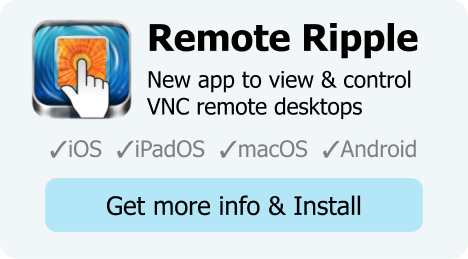 Remote Ripple
New app to view & control
VNC remote desktops
✓iOS ✓iPadOS ✓macOS ✓Android
Get more info & Install